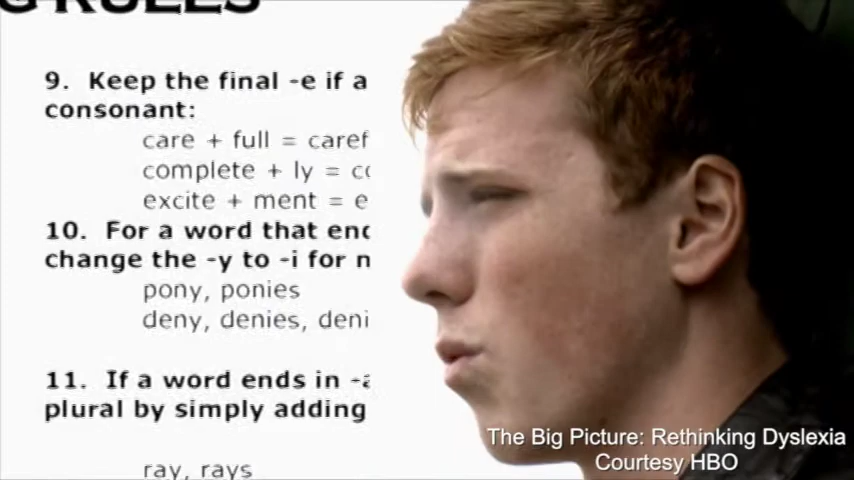 RULES
9. Keep the final -e if a
consonant:
care + full = caref
complete + ly = c
excite + ment = e
10. For a word that end
change the -y to -i for n
pony, ponies
deny, denies, deni
11. If a word ends in -a
plural by simply adding
ray, rays
The Big Picture: Rethinking Dyslexia
Courtesy HBO